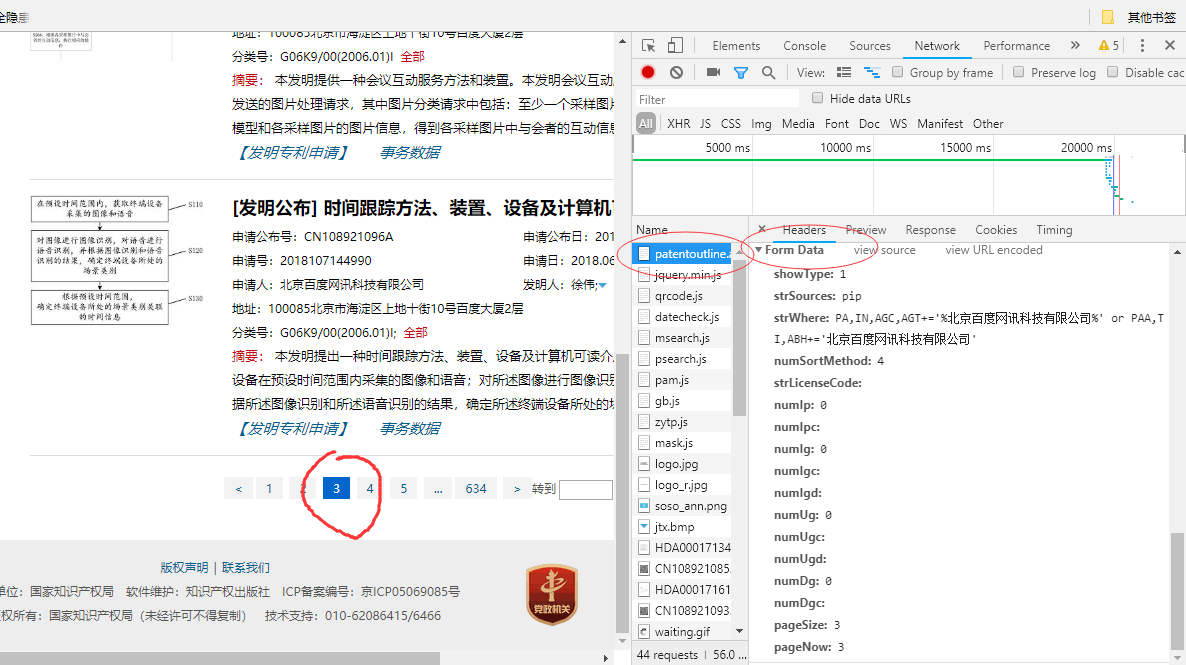 全隐患
其他书签
地址：100085北京市海淀区上地十街10号百度大厦2层
分类号：G06K9/00(2006.01)I 全部
摘要： 本发明提供一种会议互动服务方法和装置。本发明会议互动
发送的图片处理请求，其中图片分类请求中包括：至少一个采样图片
模型和各采样图片的图片信息，得到各采样图片中与会者的互动信息
【发明专利申请】 事务数据
在预设时间范围内，获取终端设备采集的图像和语音
S110
对图像进行图像识别，对语音进行语音识别，并根据图像识别和语音识别的结果，确定终端设备所处的场景类别
S120
根据预设时间范围，确定终端设备所处的场景类别关联的时间信息
S130
[发明公布] 时间跟踪方法、装置、设备及计算机可
申请公布号：CN108921096A 申请公布日：201
申请号：2018107144990 申请日：2018.06
申请人：北京百度网讯科技有限公司 发明人：徐伟;
地址：100085北京市海淀区上地十街10号百度大厦2层
分类号：G06K9/00(2006.01)I; 全部
摘要： 本发明提出一种时间跟踪方法、装置、设备及计算机可读介
设备在预设时间范围内采集的图像和语音；对所述图像进行图像识别
据所述图像识别和所述语音识别的结果，确定所述终端设备所处的场
【发明专利申请】 事务数据
< 1 2 3 4 5 ... 634 > 转到
版权声明 | 联系我们
单位：国家知识产权局 软件维护：知识产权出版社 ICP备案编号：京ICP05069085号
权所有：国家知识产权局（未经许可不得复制） 技术支持：010-62086415/6466
党政机关
Elements Console Sources Network Performance » 5
View: Group by frame Preserve log Disable cac
Filter Hide data URLs
All XHR JS CSS Img Media Font Doc WS Manifest Other
5000 ms 10000 ms 15000 ms 20000 ms
Name
patentoutline.a
jquery.min.js
qrcode.js
datecheck.js
msearch.js
psearch.js
pam.js
gb.js
zytp.js
mask.js
logo.jpg
logo_r.jpg
soso_ann.png
jtx.bmp
HDA00017134
CN108921085.
HDA00017161
CN108921093.
waiting.gif
44 requests | 56.0 ...
× Headers Preview Response Cookies Timing
Form Data view source view URL encoded
showType: 1
strSources: pip
strWhere: PA,IN,AGC,AGT+='%北京百度网讯科技有限公司%' or PAA,T
I,ABH+='北京百度网讯科技有限公司'
numSortMethod: 4
strLicenseCode:
numIp: 0
numIpc:
numIg: 0
numIgc:
numIgd:
numUg: 0
numUgc:
numUgd:
numDg: 0
numDgc:
pageSize: 3
pageNow: 3